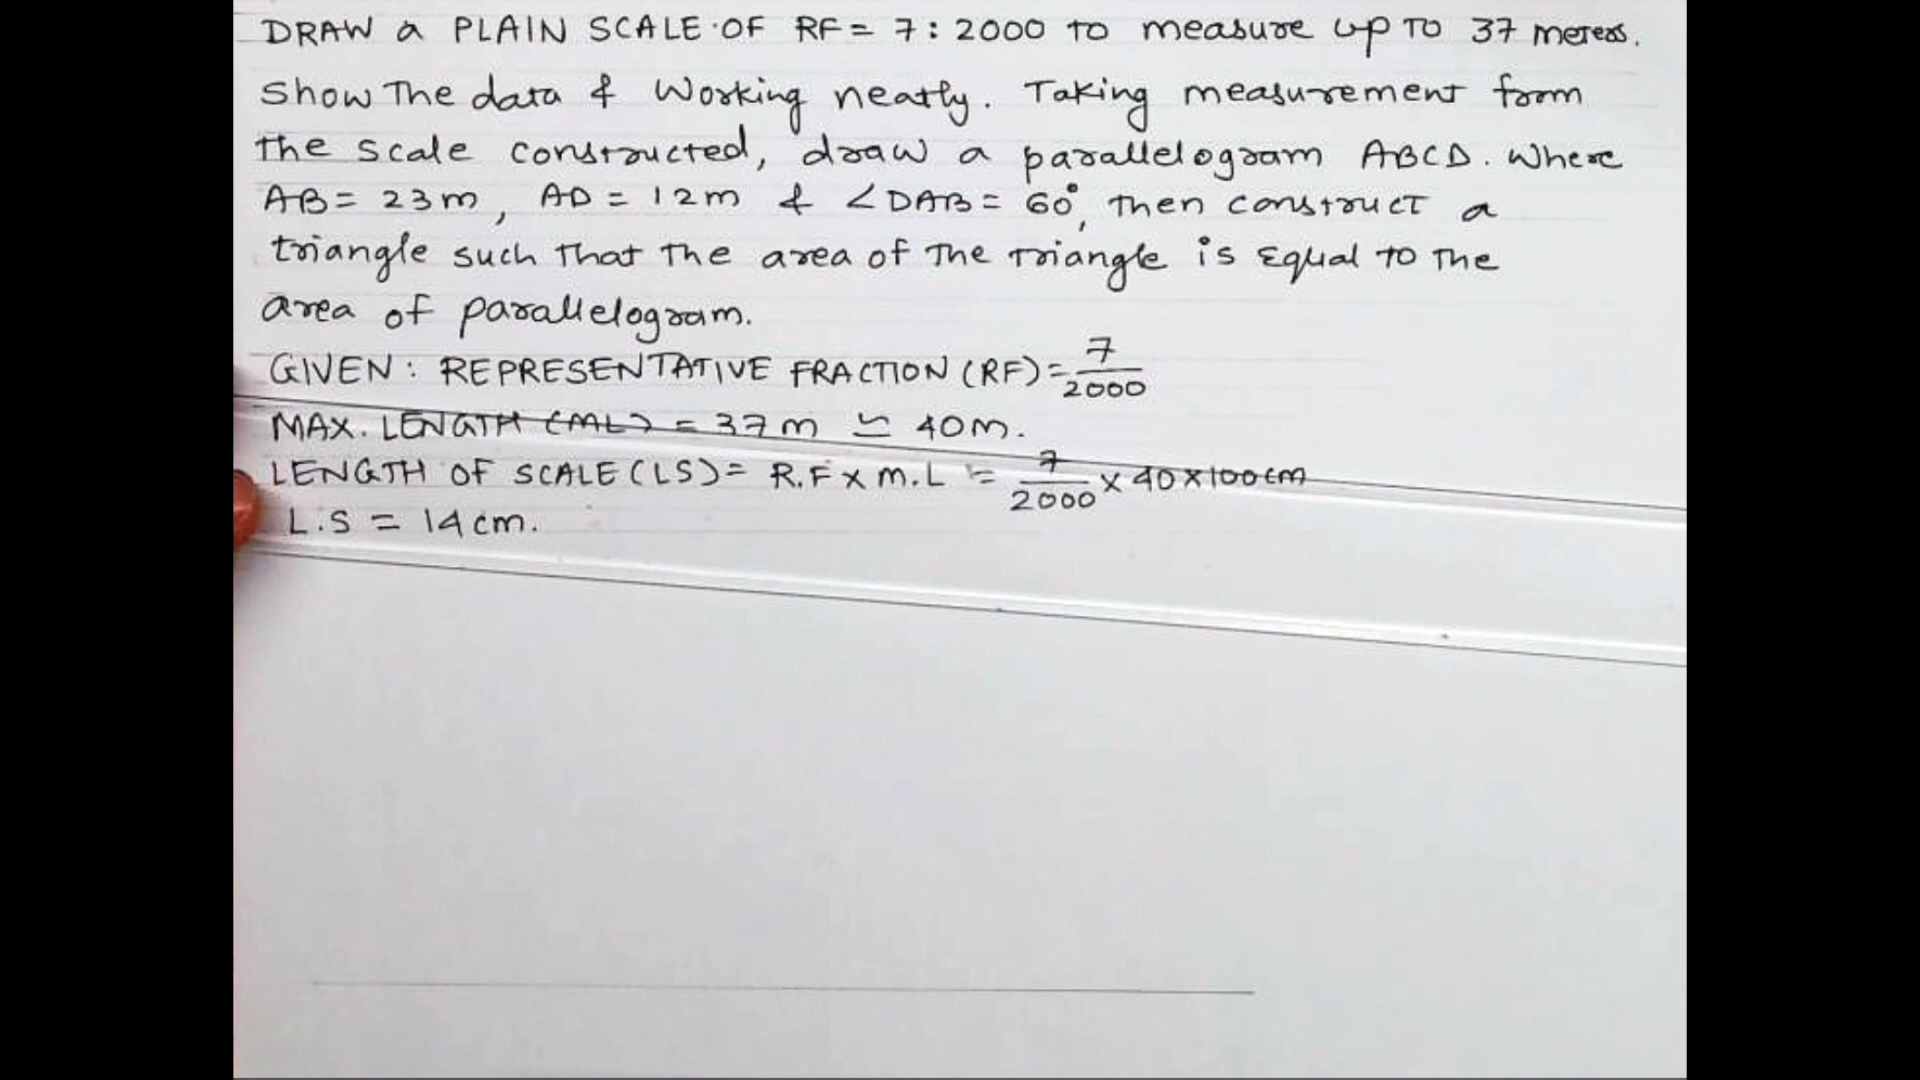 DRAW a PLAIN SCALE OF RF = 7 : 2000 to measure up TO 37 meters.
Show The data & Working neatly. Taking measurement from
the scale constructed, draw a parallelogram ABCD. Where
AB = 23m, AD = 12m & ∠DAB = 60°, then construct a
triangle such that the area of The triangle is Equal to The
area of parallelogram.
GIVEN : REPRESENTATIVE FRACTION (RF) = 7/2000
MAX. LENGTH (ML) = 37m ≃ 40m.
LENGTH OF SCALE (LS) = R.F x M.L = 7/2000 x 40 x 100cm
L.S = 14cm.